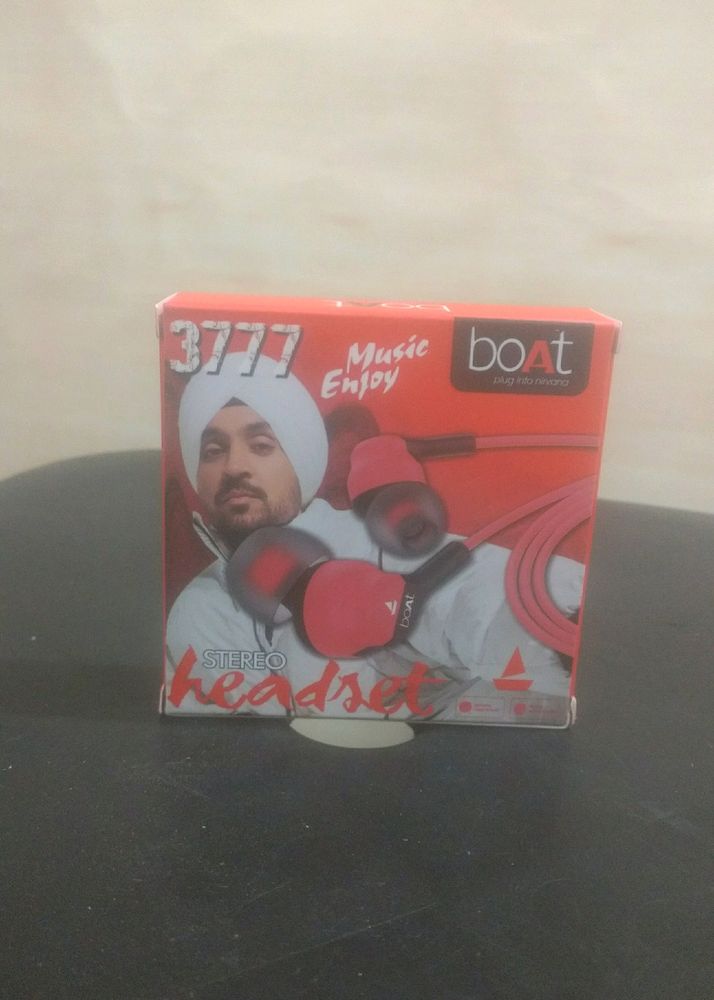 3777
Music
Enjoy
boAt
plug into nirvana
boAt
STEREO
headset